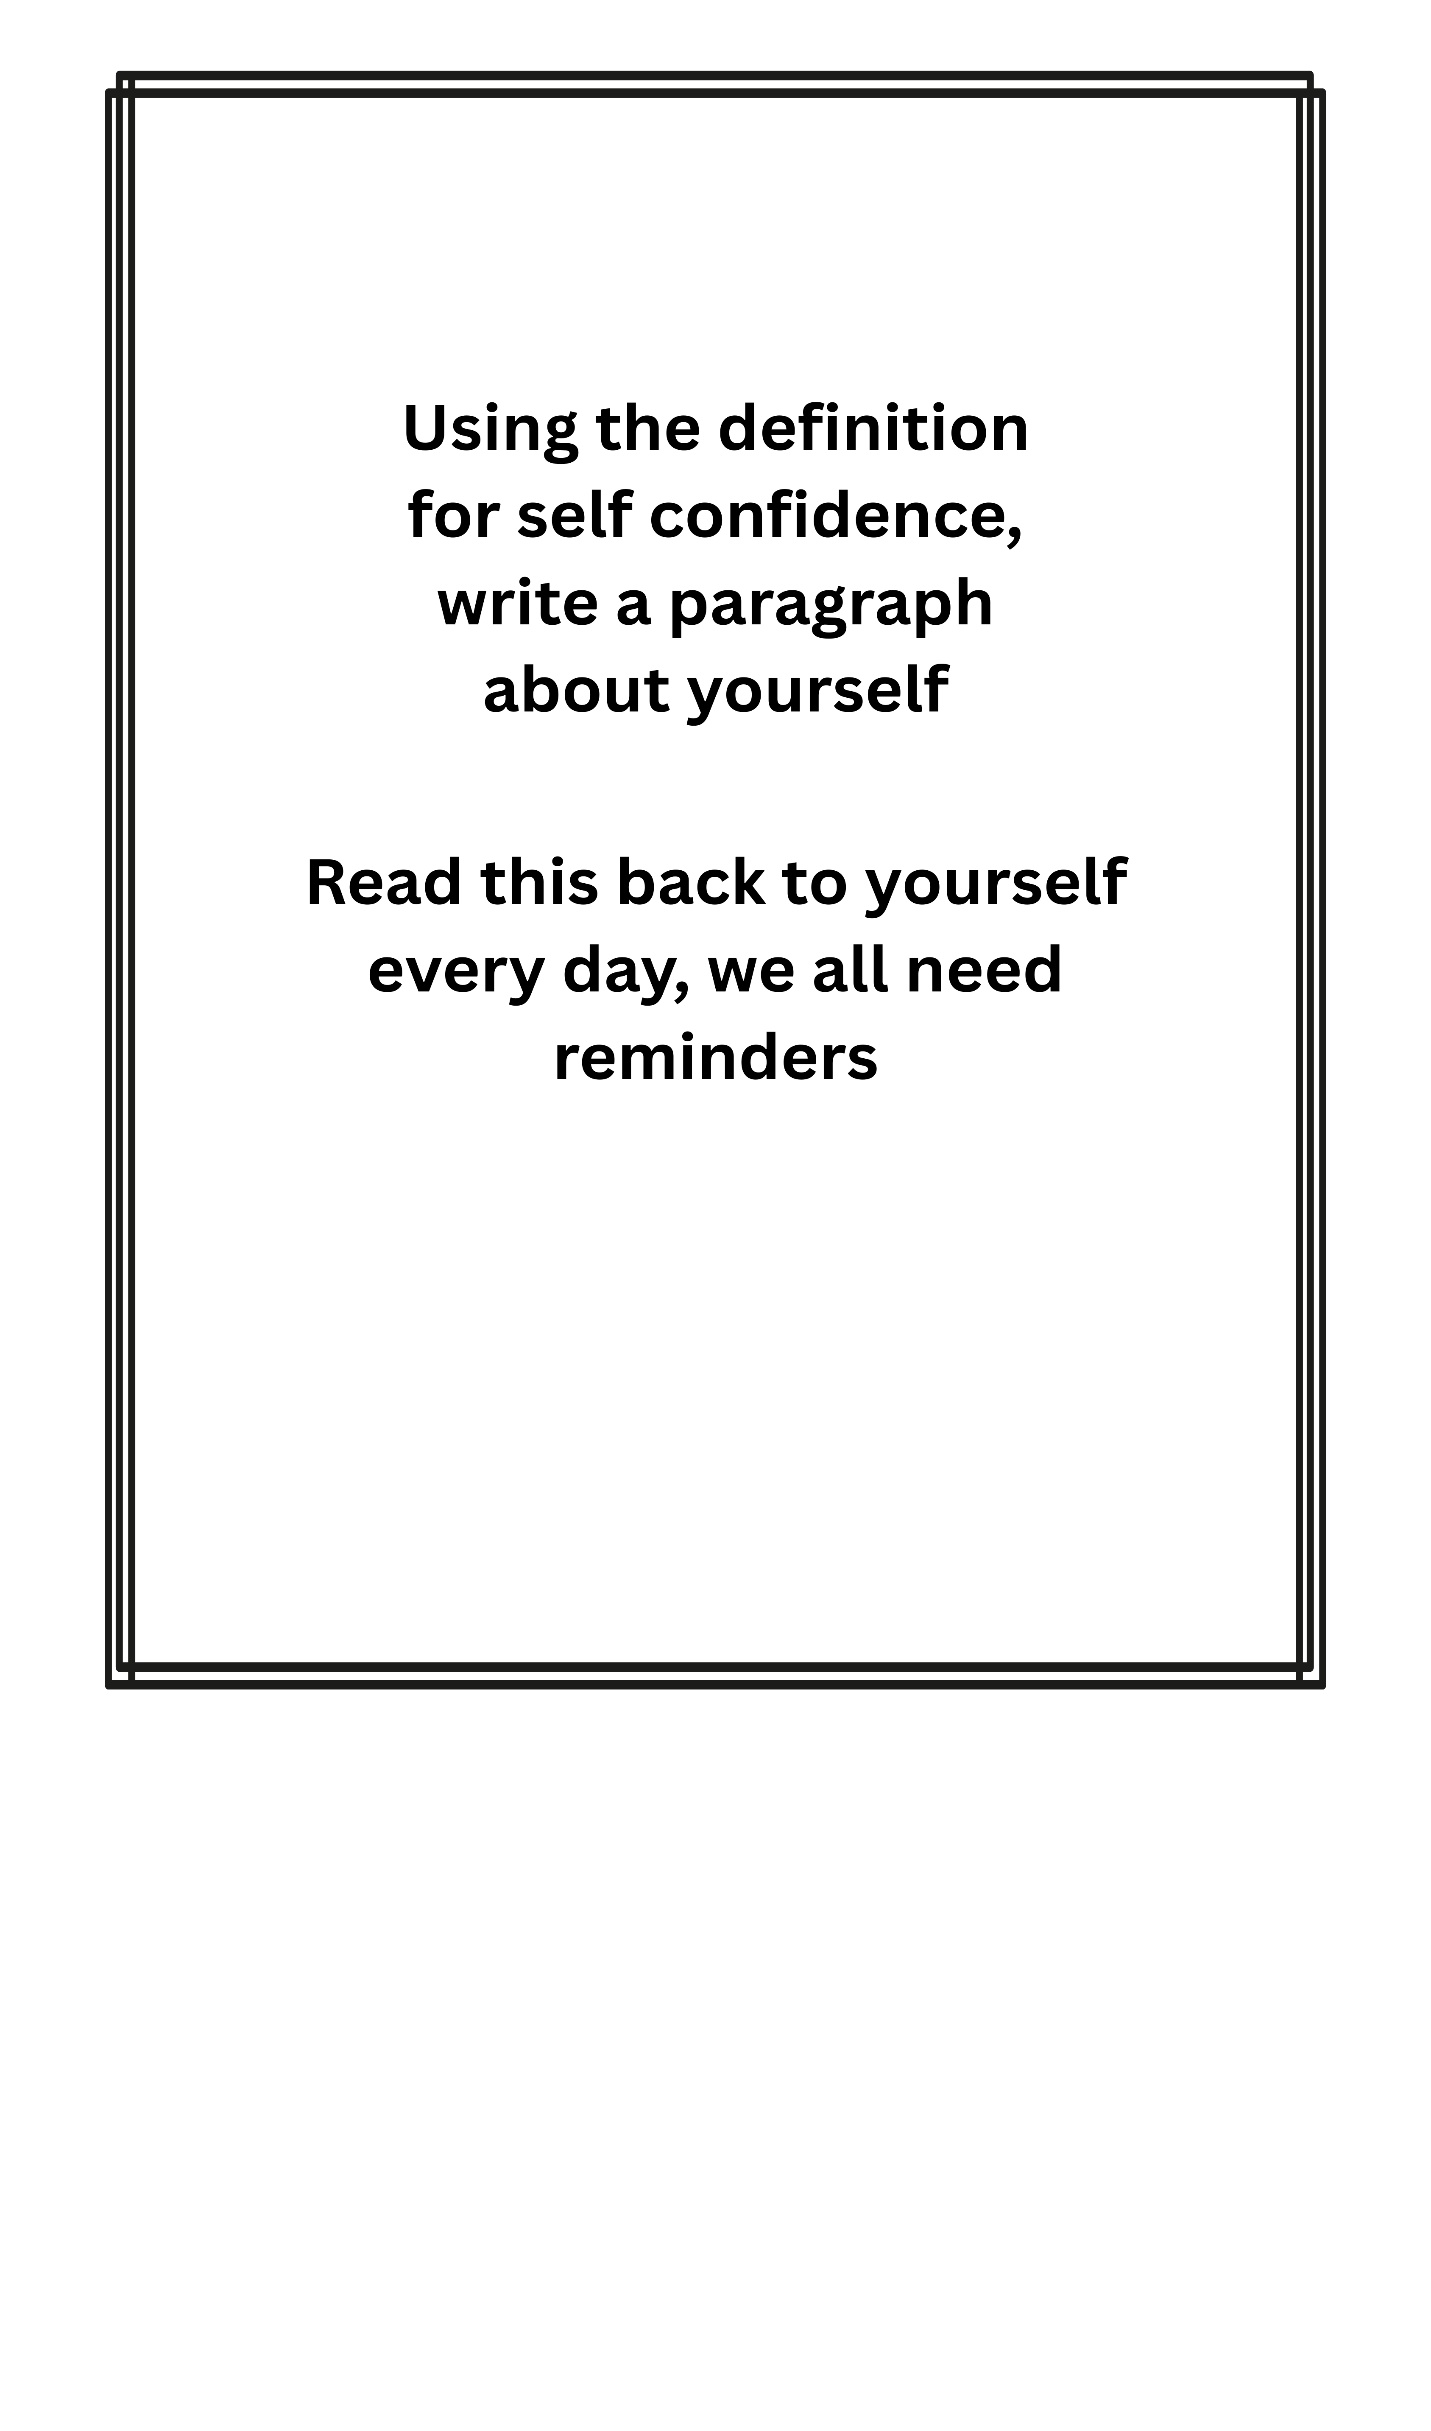 Using the definition
for self confidence,
write a paragraph
about yourself
Read this back to yourself
every day, we all need
reminders